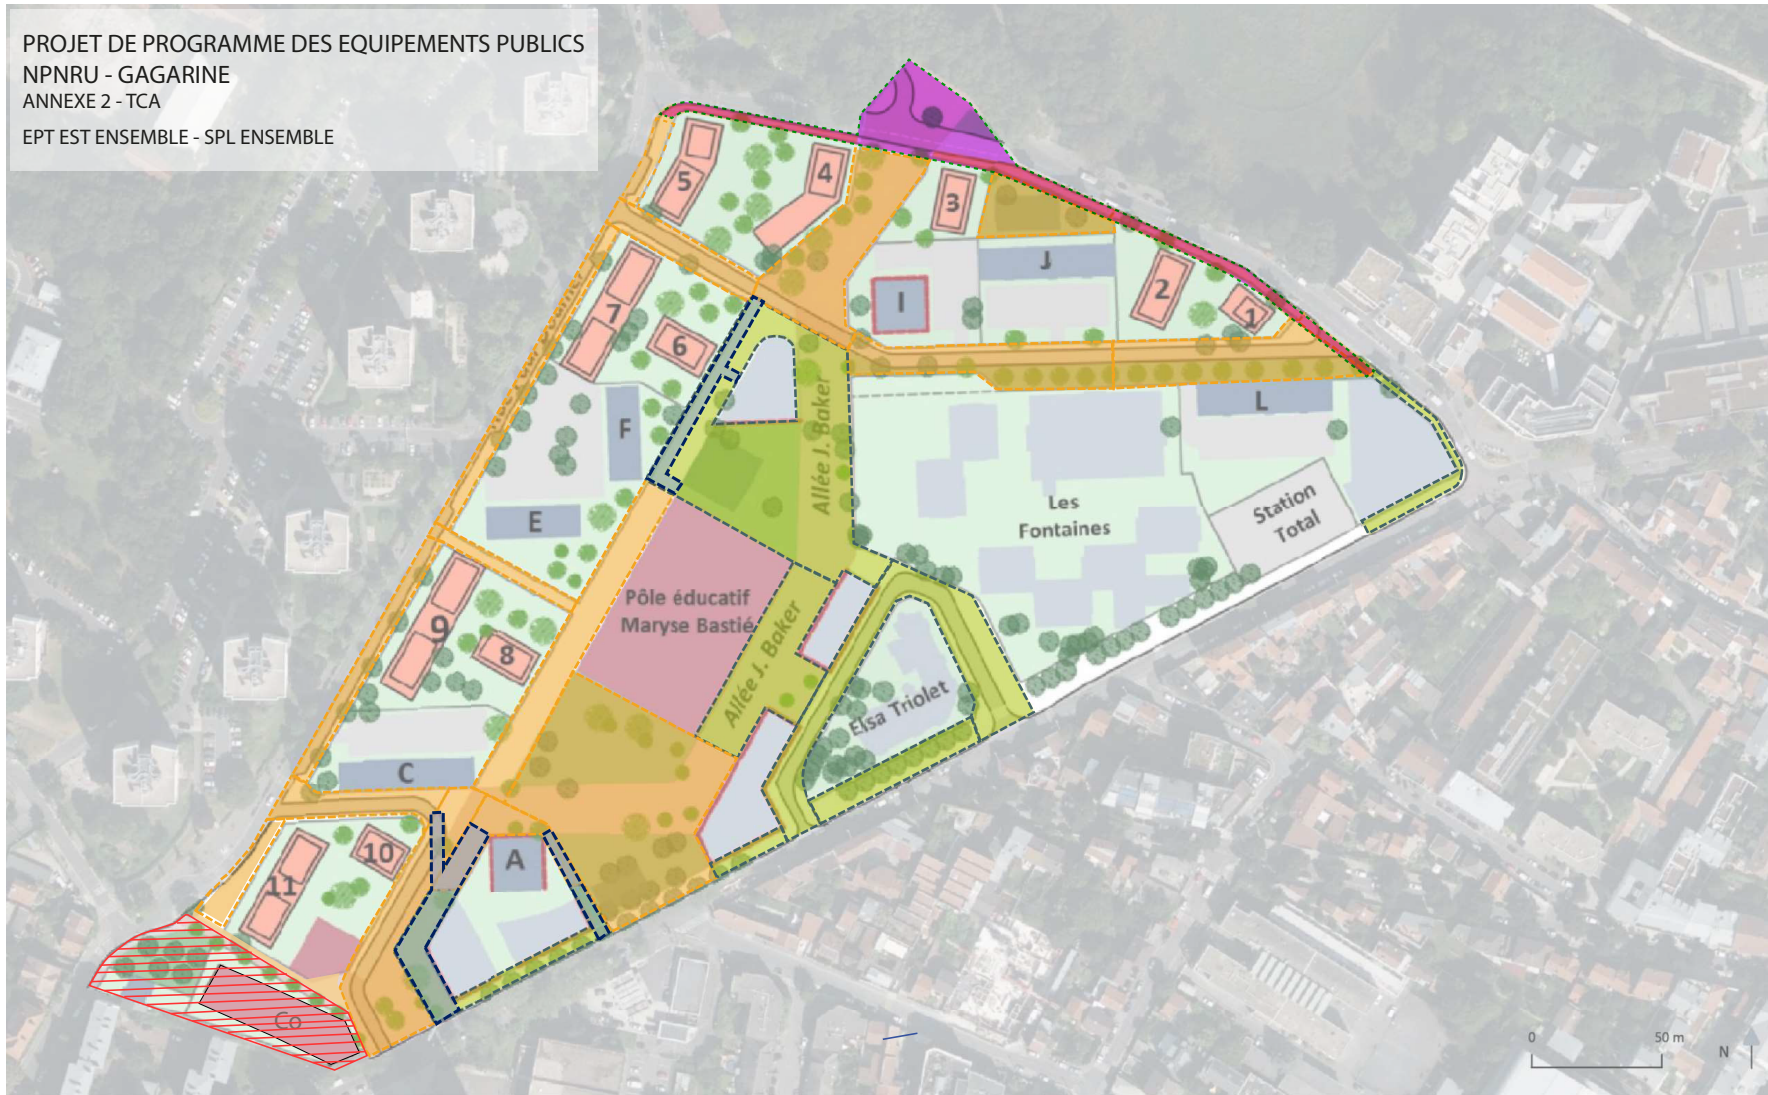 PROJET DE PROGRAMME DES EQUIPEMENTS PUBLICS
NPNRU - GAGARINE
ANNEXE 2 - TCA
EPT EST ENSEMBLE - SPL ENSEMBLE
5
4
3
J
2
I
1
7
6
Allée J. Baker
L
F
E
Les
Fontaines
Station
Total
Pôle éducatif
Maryse Bastié
9
8
Allée J. Baker
Elsa Triolet
C
10
A
11
Co
0
50 m
N